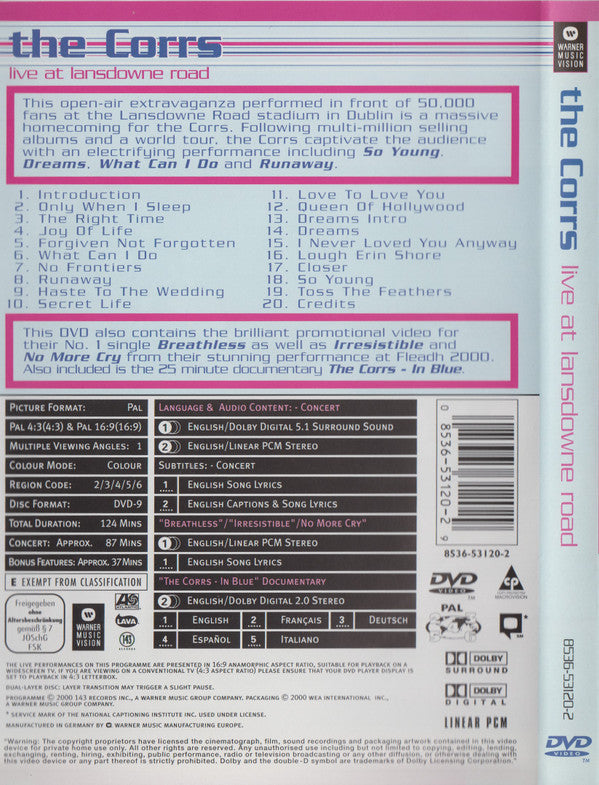 the Corrs
live at lansdowne road
This open-air extravaganza performed in front of 50,000
fans at the Lansdowne Road stadium in Dublin is a massive
homecoming for the Corrs. Following multi-million selling
albums and a world tour, the Corrs captivate the audience
with an electrifying performance including So Young,
Dreams, What Can I Do and Runaway.
1. Introduction
2. Only When I Sleep
3. The Right Time
4. Joy Of Life
5. Forgiven Not Forgotten
6. What Can I Do
7. No Frontiers
8. Runaway
9. Haste To The Wedding
10. Secret Life
11. Love To Love You
12. Queen Of Hollywood
13. Dreams Intro
14. Dreams
15. I Never Loved You Anyway
16. Lough Erin Shore
17. Closer
18. So Young
19. Toss The Feathers
20. Credits
This DVD also contains the brilliant promotional video for
their No. 1 single Breathless as well as Irresistible and
No More Cry from their stunning performance at Fleadh 2000.
Also included is the 25 minute documentary The Corrs - In Blue.
Picture Format: Pal
Pal 4:3(4:3) & Pal 16:9(16:9)
Multiple Viewing Angles: 1
Colour Mode: Colour
Region Code: 2/3/4/5/6
Disc Format: DVD-9
Total Duration: 124 Mins
Concert: Approx. 87 Mins
Bonus Features: Approx. 37Mins
E Exempt from Classification
Language & Audio Content: - Concert
1 English/Dolby Digital 5.1 Surround Sound
2 English/Linear PCM Stereo
Subtitles: - Concert
1 English Song Lyrics
2 English Captions & Song Lyrics
"Breathless"/"Irresistible"/No More Cry"
1 English/Linear PCM Stereo
1 English Song Lyrics
"The Corrs - In Blue" Documentary
2 English/Dolby Digital 2.0 Stereo
1 English 2 Français 3 Deutsch
4 Español 5 Italiano
Freigegeben
ohne
Altersbeschränkung
gemäß § 7
JÖSchG
FSK
WARNER
MUSIC
VISION
LAVA
143
0 8536-53120-2 9
8536-53120-2
DVD
VIDEO
PAL
CP
MACROVISION
DOLBY
SURROUND
DOLBY
DIGITAL
LINEAR PCM
THE LIVE PERFORMANCES ON THIS PROGRAMME ARE PRESENTED IN 16:9 ANAMORPHIC ASPECT RATIO, SUITABLE FOR PLAYBACK ON A
WIDESCREEN TV, IF YOU ARE VIEWING ON A CONVENTIONAL TV (4:3 ASPECT RATIO) PLEASE ENSURE THAT YOUR DVD PLAYER DISPLAY IS
SET TO PLAYBACK IN 4:3 LETTERBOX.
DUAL-LAYER DISC: LAYER TRANSITION MAY TRIGGER A SLIGHT PAUSE.
PROGRAMME © 2000 143 RECORDS INC., A WARNER MUSIC GROUP COMPANY. PACKAGING © 2000 WEA INTERNATIONAL INC.,
A WARNER MUSIC GROUP COMPANY.
* SERVICE MARK OF THE NATIONAL CAPTIONING INSTITUTE INC. USED UNDER LICENSE.
MANUFACTURED IN GERMANY BY WARNER MUSIC MANUFACTURING EUROPE.
"Warning: The copyright proprietors have licensed the cinematograph, film, sound recordings and packaging artwork contained in this video
device for private home use only. All other rights are reserved. Any unauthorised use including but not limited to copying, editing, lending,
exchanging, renting, hiring, exhibiting, public performance, radio or television broadcasting or any other diffusion, or otherwise dealing with
this video device or any part thereof is strictly prohibited. Dolby and the double-D symbol are trademarks of Dolby Licensing Corporation."
WARNER
MUSIC
VISION
the Corrs
live at lansdowne road
8536-53120-2
DVD
VIDEO
TM